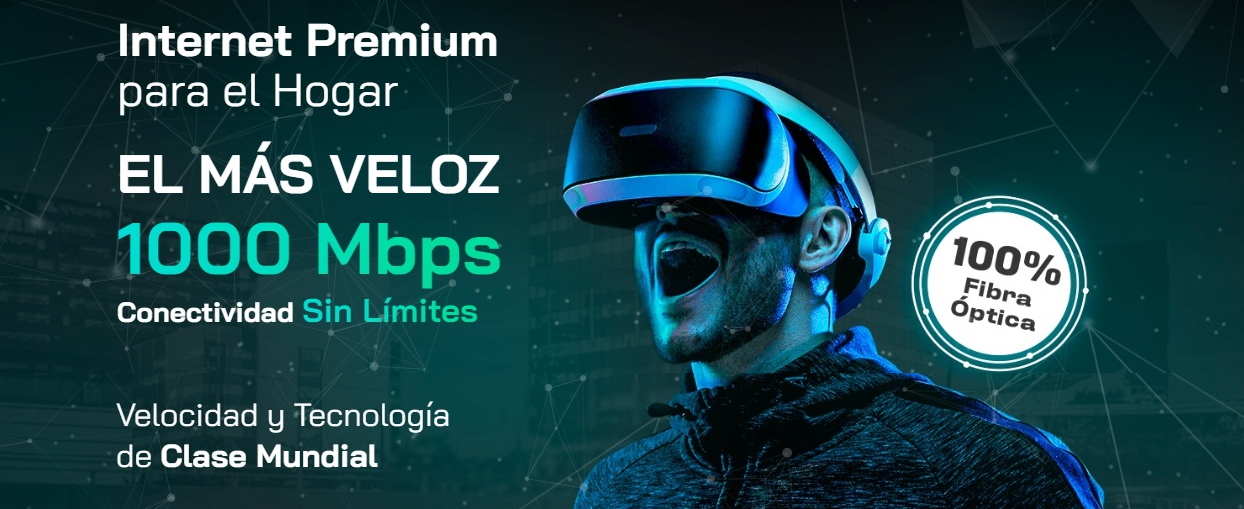 Internet Premium
para el Hogar
EL MÁS VELOZ
1000 Mbps
Conectividad Sin Límites
Velocidad y Tecnología
de Clase Mundial
100%
Fibra
Óptica